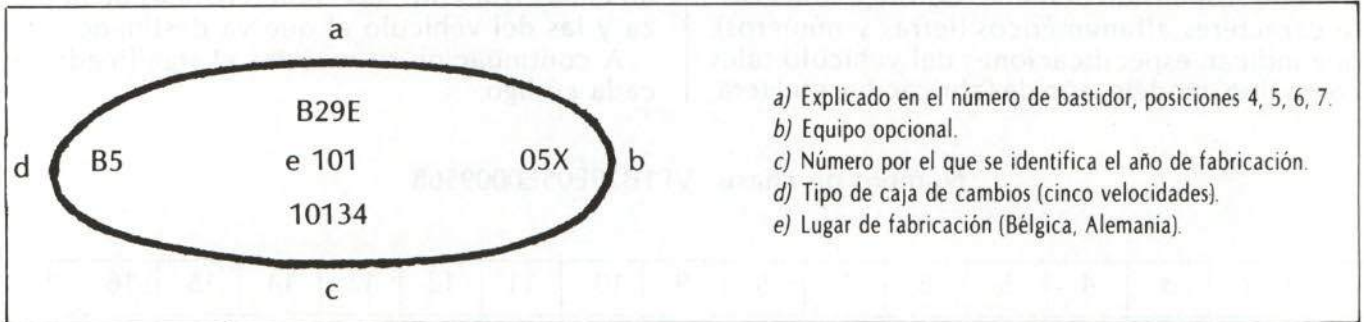 a
B29E
d B5 e 101 05X b
10134
c
a) Explicado en el número de bastidor, posiciones 4, 5, 6, 7.
b) Equipo opcional.
c) Número por el que se identifica el año de fabricación.
d) Tipo de caja de cambios (cinco velocidades).
e) Lugar de fabricación (Bélgica, Alemania).